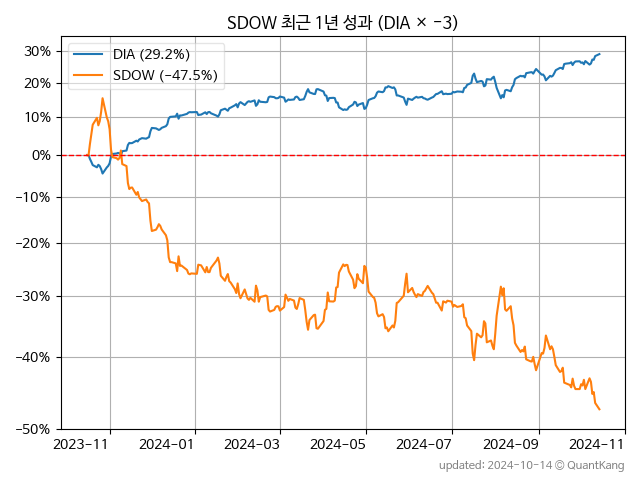 SDOW 최근 1년 성과 (DIA × −3)
DIA (29.2%)
SDOW (−47.5%)
30%
20%
10%
0%
−10%
−20%
−30%
−40%
−50%
2023−11 2024−01 2024−03 2024−05 2024−07 2024−09 2024−11
updated: 2024-10-14 © QuantKang